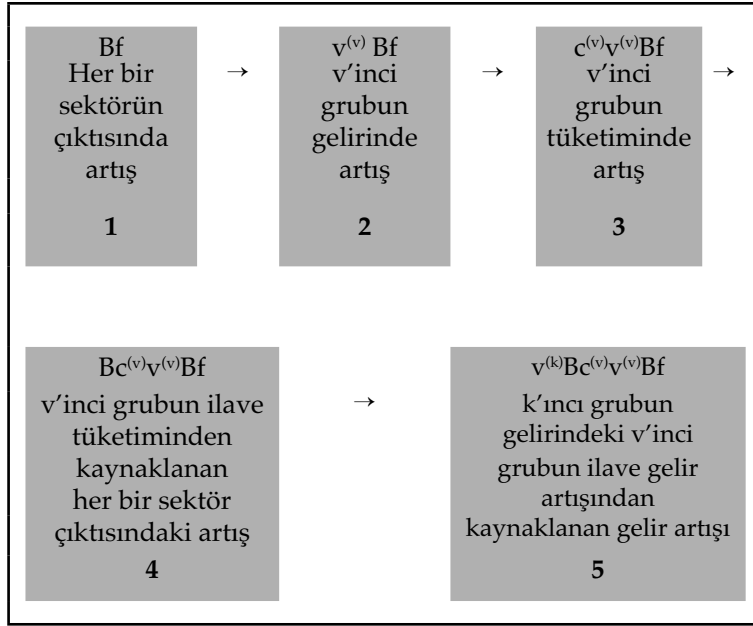 Bf
Her bir
sektörün
çıktısında
artış
1
→
v(v) Bf
v'inci
grubun
gelirinde
artış
2
→
c(v)v(v)Bf
v'inci
grubun
tüketiminde
artış
3
→
Bc(v)v(v)Bf
v'inci grubun ilave
tüketiminden
kaynaklanan
her bir sektör
çıktısındaki artış
4
→
v(k)Bc(v)v(v)Bf
k'ıncı grubun
gelirindeki v'inci
grubun ilave gelir
artışından
kaynaklanan gelir artışı
5